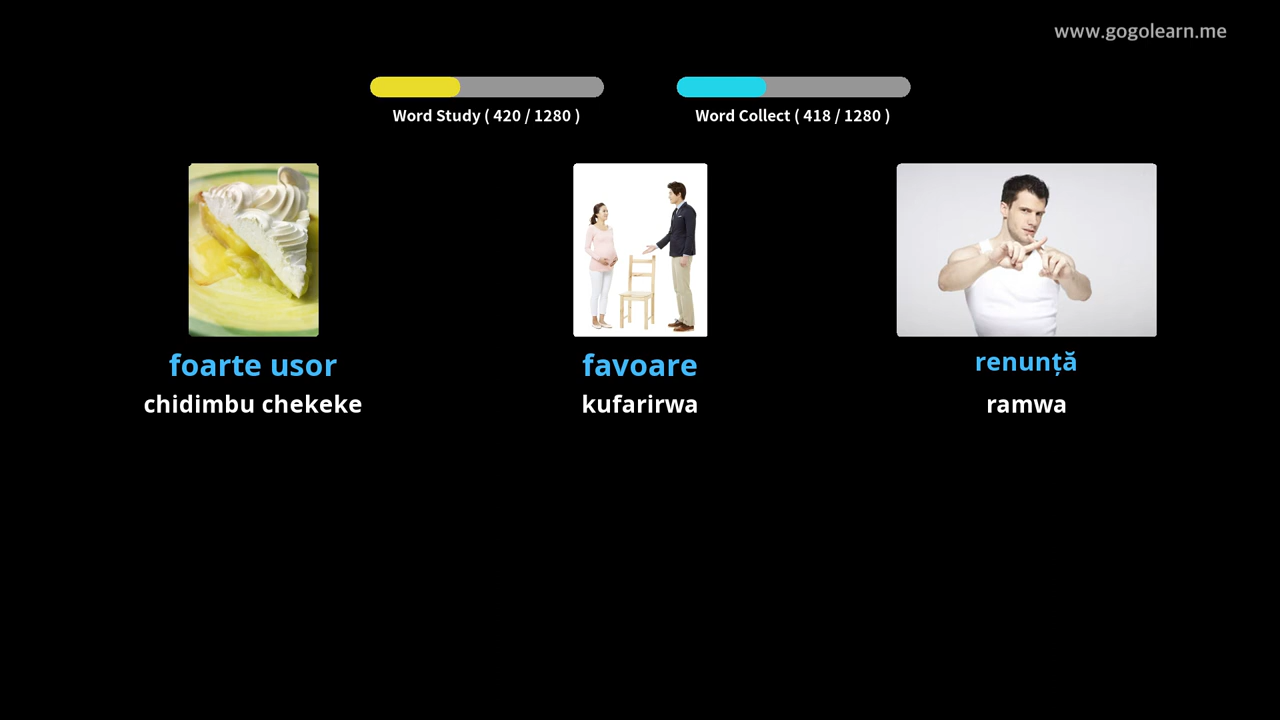 www.gogolearn.me
Word Study ( 420 / 1280 )
Word Collect ( 418 / 1280 )
foarte usor
chidimbu chekeke
favoare
kufarirwa
renunță
ramwa